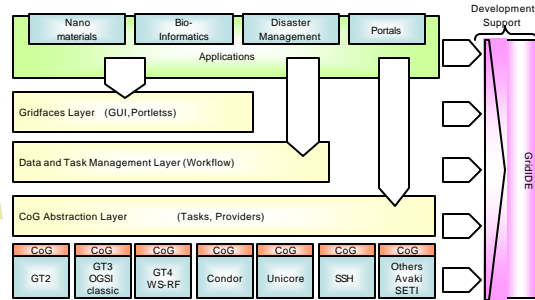 Development
Support
Nano
materials
Bio-
Informatics
Disaster
Management
Portals
Applications
Gridfaces Layer (GUI,Portletss)
Data and Task Management Layer (Workflow)
CoG Abstraction Layer (Tasks, Providers)
GridIDE
CoG
GT2
CoG
GT3
OGSI
classic
CoG
GT4
WS-RF
CoG
Condor
CoG
Unicore
CoG
SSH
CoG
Others
Avaki
SETI